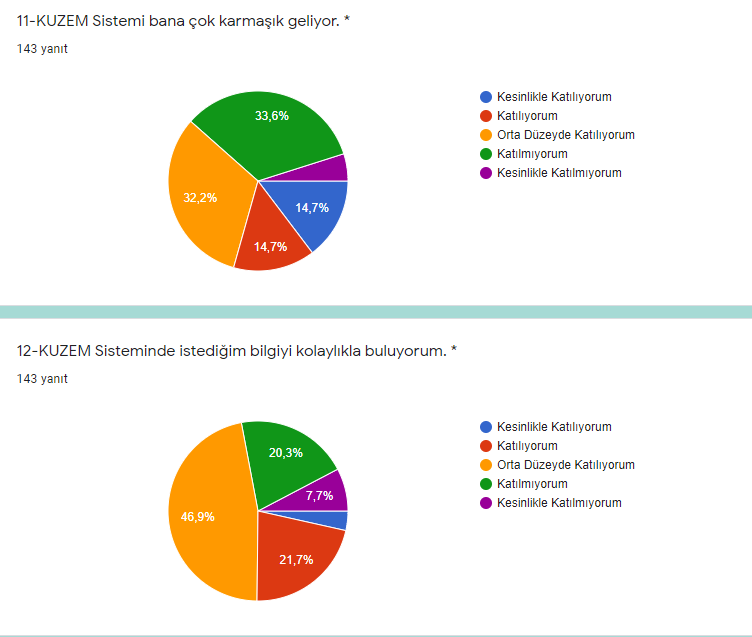 11-KUZEM Sistemi bana çok karmaşık geliyor. *
143 yanıt
33,6%
32,2%
14,7%
14,7%
Kesinlikle Katılıyorum
Katılıyorum
Orta Düzeyde Katılıyorum
Katılmıyorum
Kesinlikle Katılmıyorum
12-KUZEM Sisteminde istediğim bilgiyi kolaylıkla buluyorum. *
143 yanıt
20,3%
7,7%
46,9%
21,7%
Kesinlikle Katılıyorum
Katılıyorum
Orta Düzeyde Katılıyorum
Katılmıyorum
Kesinlikle Katılmıyorum